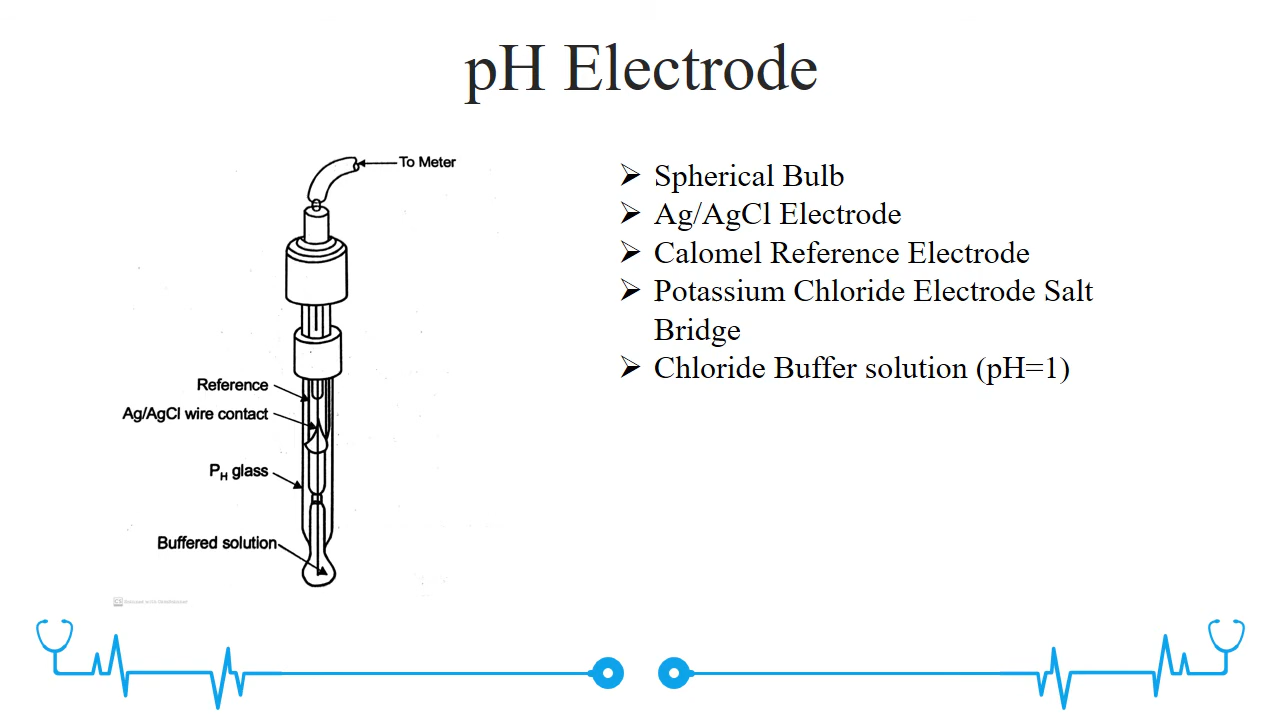 pH Electrode
To Meter
Reference
Ag/AgCl wire contact
PH glass
Buffered solution
➢ Spherical Bulb
➢ Ag/AgCl Electrode
➢ Calomel Reference Electrode
➢ Potassium Chloride Electrode Salt
Bridge
➢ Chloride Buffer solution (pH=1)